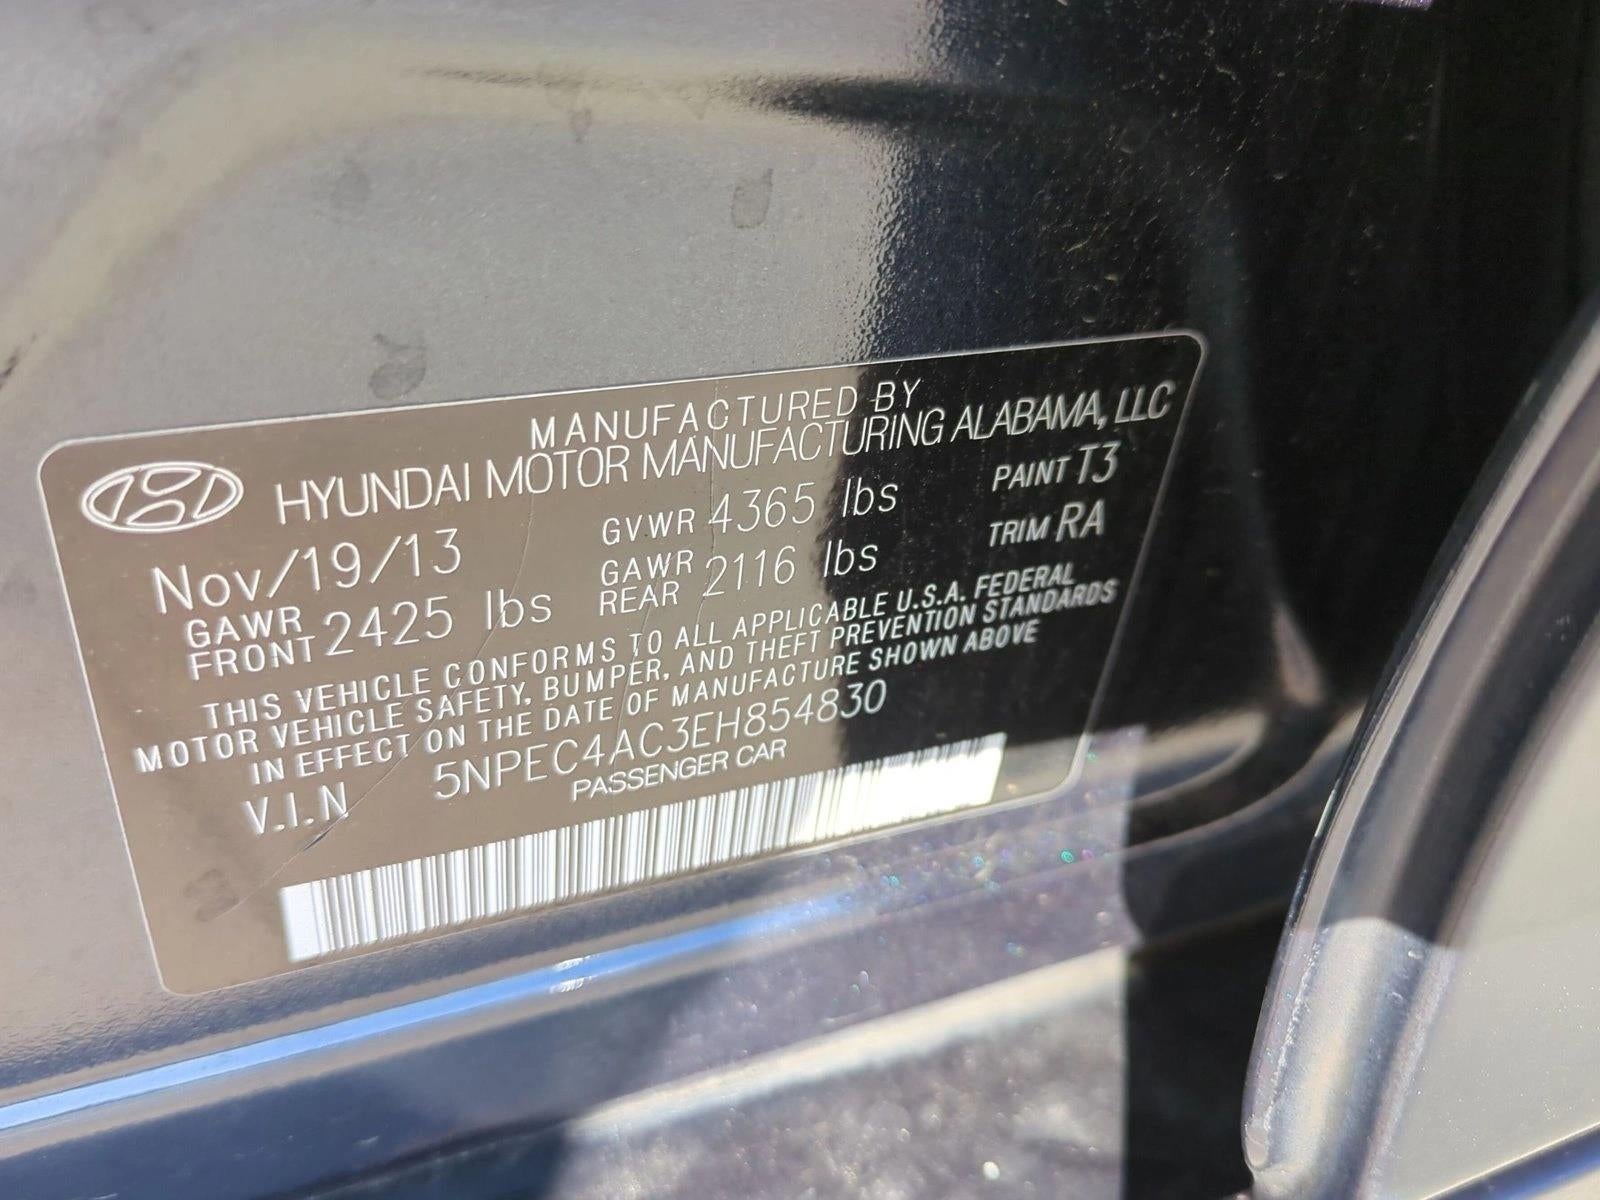 MANUFACTURED BY
HYUNDAI MOTOR MANUFACTURING ALABAMA, LLC
Nov/19/13 GVWR 4365 lbs PAINT T3
GAWR FRONT 2425 lbs GAWR REAR 2116 lbs TRIM RA
THIS VEHICLE CONFORMS TO ALL APPLICABLE U.S.A. FEDERAL
MOTOR VEHICLE SAFETY, BUMPER, AND THEFT PREVENTION STANDARDS
IN EFFECT ON THE DATE OF MANUFACTURE SHOWN ABOVE
V.I.N 5NPEC4AC3EH854830
PASSENGER CAR